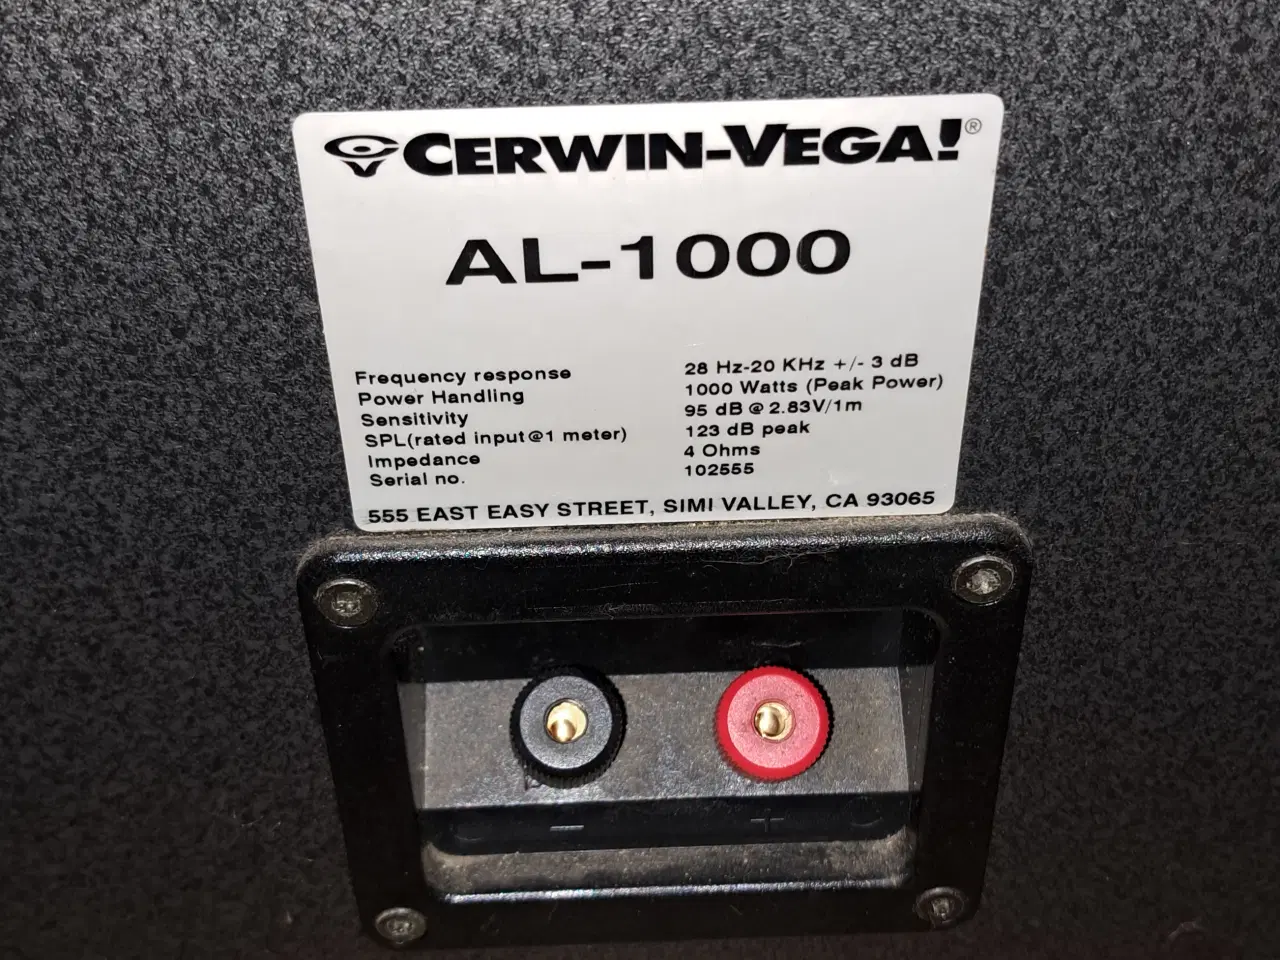 CERWIN-VEGA!®
AL-1000
Frequency response 28 Hz-20 KHz +/- 3 dB
Power Handling 1000 Watts (Peak Power)
Sensitivity 95 dB @ 2.83V/1m
SPL(rated input@1 meter) 123 dB peak
Impedance 4 Ohms
Serial no. 102555
555 EAST EASY STREET, SIMI VALLEY, CA 93065
− +